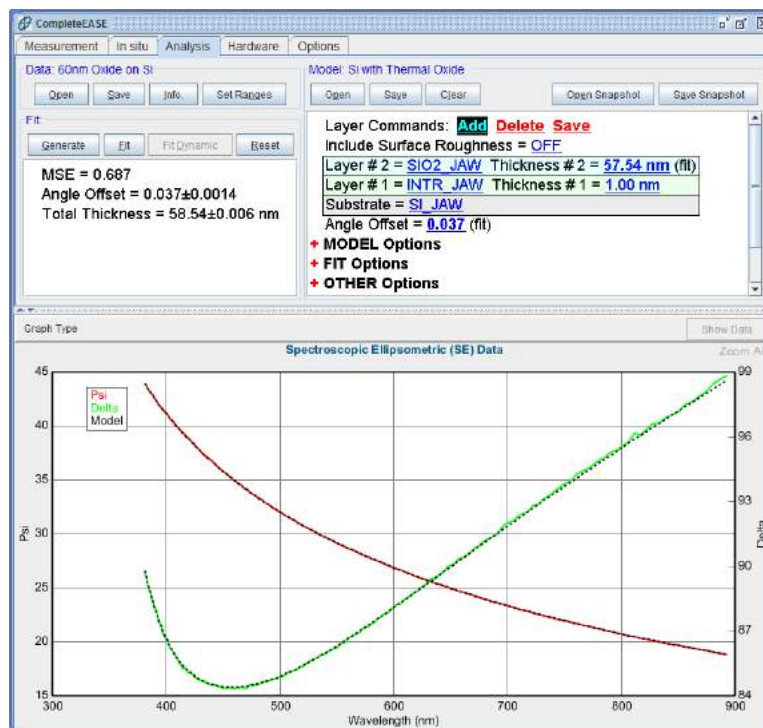 CompleteEASE
Measurement In situ Analysis Hardware Options
Data: 60nm Oxide on Si
Open Save Info. Set Ranges
Fit:
Generate Fit Fit Dynamic Reset
MSE = 0.687
Angle Offset = 0.037±0.0014
Total Thickness = 58.54±0.006 nm
Model: Si with Thermal Oxide
Open Save Clear Open Snapshot Save Snapshot
Layer Commands: Add Delete Save
Include Surface Roughness = OFF
Layer # 2 = SIO2_JAW Thickness # 2 = 57.54 nm (fit)
Layer # 1 = INTR_JAW Thickness # 1 = 1.00 nm
Substrate = SI_JAW
Angle Offset = 0.037 (fit)
+ MODEL Options
+ FIT Options
+ OTHER Options
Graph Type Show Data
Spectroscopic Ellipsometric (SE) Data
Zoom Al
Psi
Delta
Model
45
40
35
30
25
20
15
Psi
99
96
93
90
87
86
84
Delta
300 400 500 600 700 800 900
Wavelength (nm)